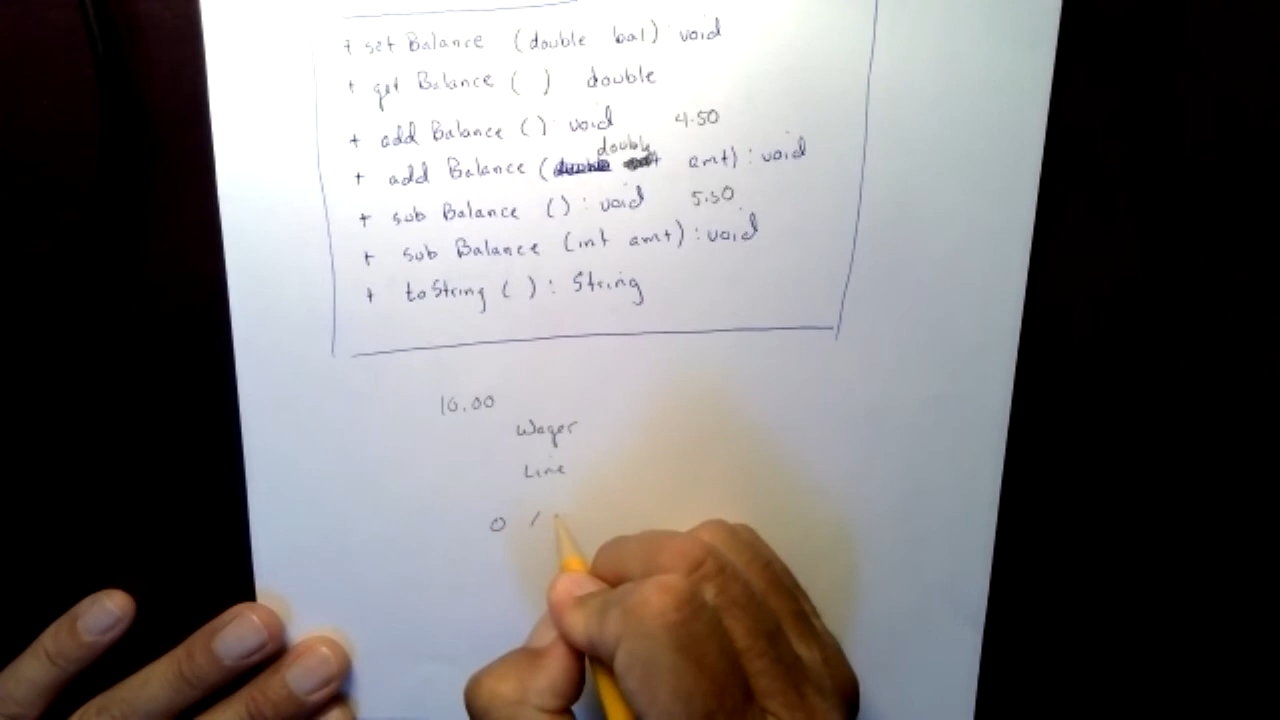 + set Balance (double bal) void
+ get Balance ( ) double
+ add Balance () void 4.50
double
+ add Balance ( amt) : void
+ sub Balance () : void 5.50
+ sub Balance (int amt) : void
+ toString ( ) : String
10.00
Wager
Line
0 /